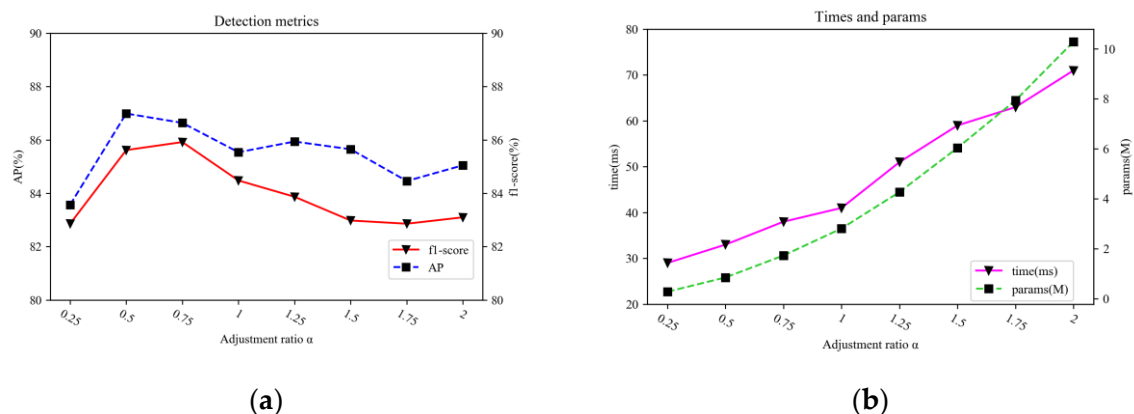 Detection metrics
90
88
86
84
82
80
AP(%)
90
88
86
84
82
80
f1-score(%)
f1-score
AP
0.25
0.5
0.75
1
1.25
1.5
1.75
2
Adjustment ratio α
(a)
Times and params
80
70
60
50
40
30
20
time(ms)
10
8
6
4
2
0
params(M)
time(ms)
params(M)
0.25
0.5
0.75
1
1.25
1.5
1.75
2
Adjustment ratio α
(b)